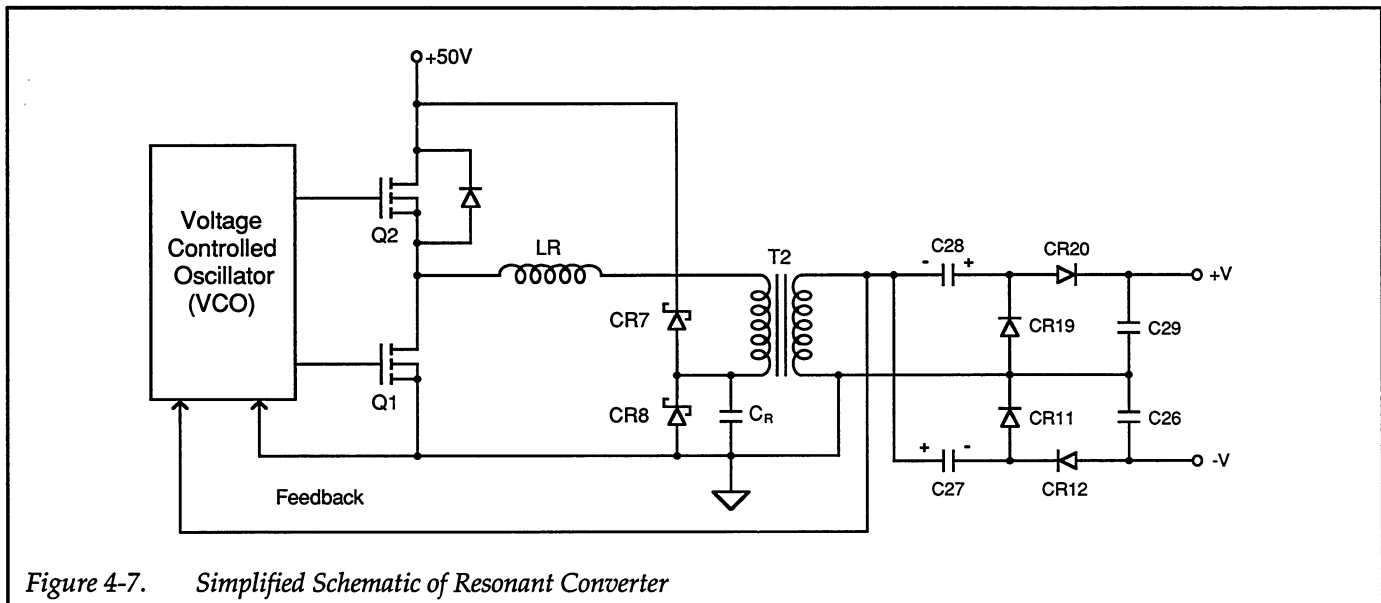 +50V
Voltage
Controlled
Oscillator
(VCO)
Q2
Q1
LR
CR7
CR8
CR
T2
C28
- +
CR20
+V
CR19
C29
CR11
C26
+ -
C27
CR12
-V
Feedback
Figure 4-7. Simplified Schematic of Resonant Converter